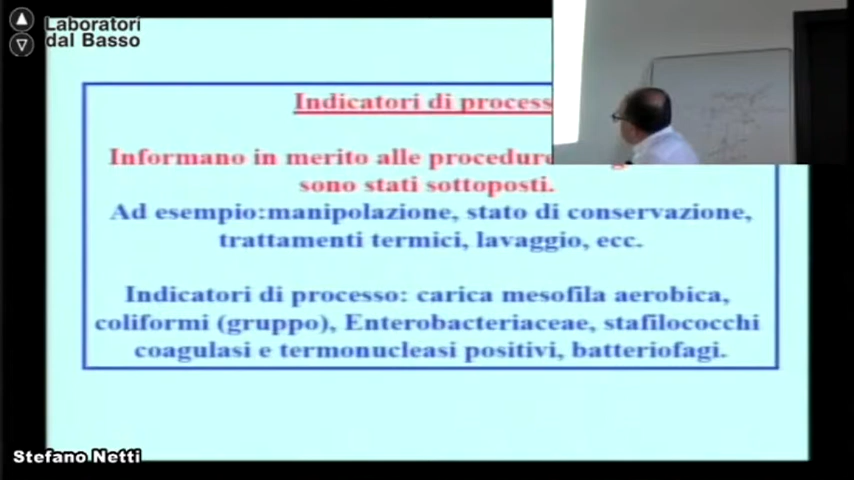 Laboratori
dal Basso
Indicatori di process
Informano in merito alle procedure
sono stati sottoposti.
Ad esempio:manipolazione, stato di conservazione,
trattamenti termici, lavaggio, ecc.
Indicatori di processo: carica mesofila aerobica,
coliformi (gruppo), Enterobacteriaceae, stafilococchi
coagulasi e termonucleasi positivi, batteriofagi.
Stefano Netti